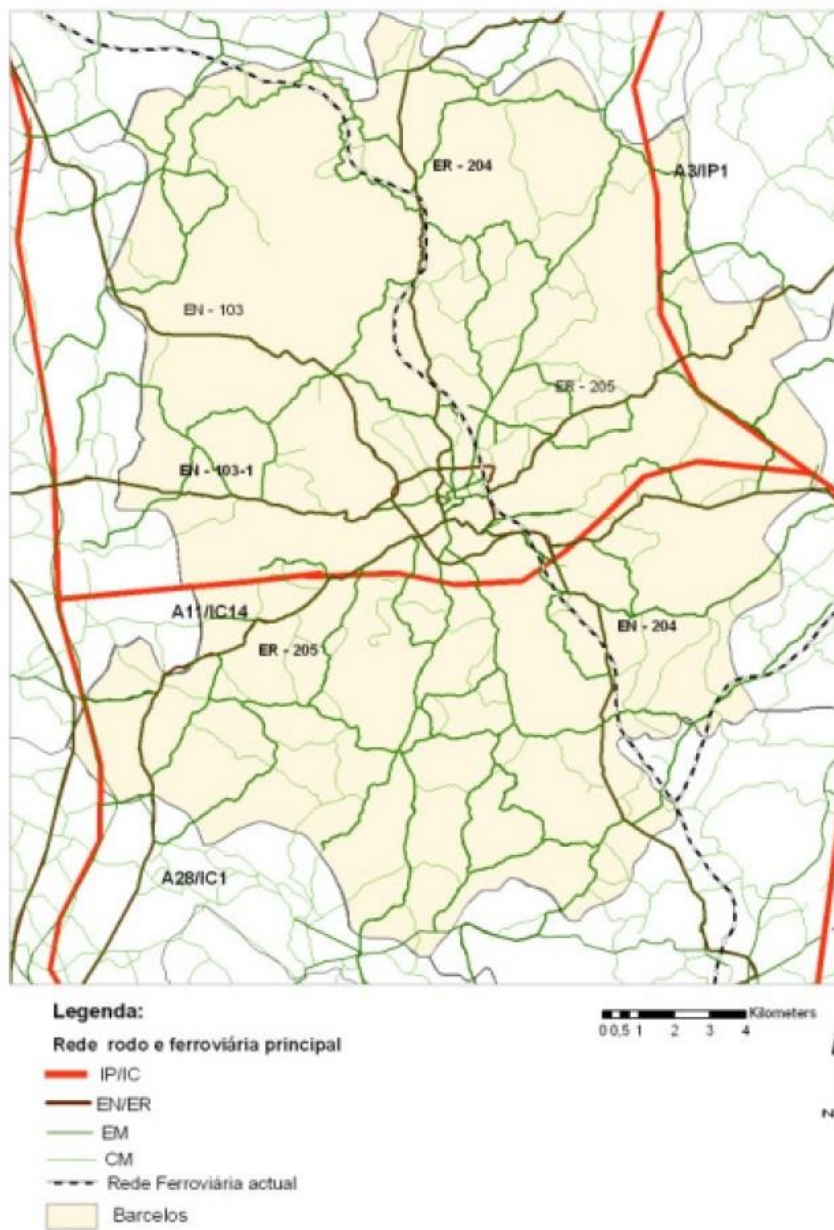 ER - 204
A3/IP1
EN - 103
ER - 205
EN - 103-1
A11/IC14
ER - 205
EN - 204
A28/IC1
Legenda:
Rede rodo e ferroviária principal
IP/IC
EN/ER
EM
CM
Rede Ferroviária actual
Barcelos
Kilometers
0 0,5 1 2 3 4
N